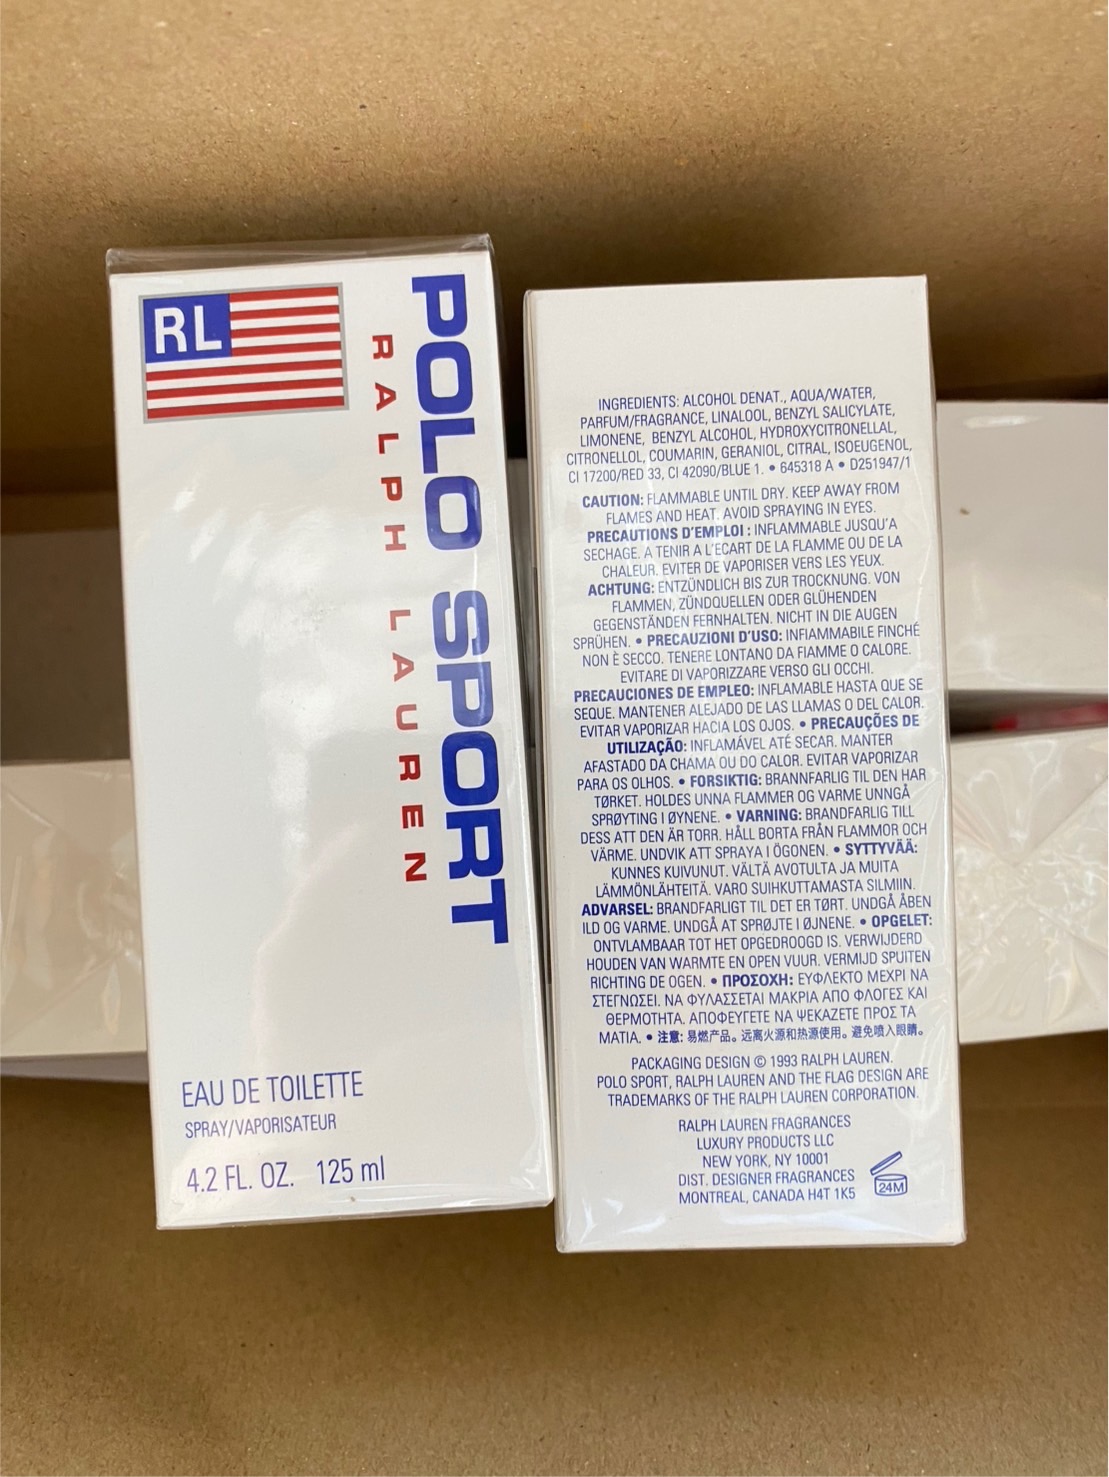 RL
POLO SPORT
RALPH LAUREN
EAU DE TOILETTE
SPRAY/VAPORISATEUR
4.2 FL. OZ. 125 ml
INGREDIENTS: ALCOHOL DENAT., AQUA/WATER,
PARFUM/FRAGRANCE, LINALOOL, BENZYL SALICYLATE,
LIMONENE, BENZYL ALCOHOL, HYDROXYCITRONELLAL,
CITRONELLOL, COUMARIN, GERANIOL, CITRAL, ISOEUGENOL,
CI 17200/RED 33, CI 42090/BLUE 1. • 645318 A • D251947/1
CAUTION: FLAMMABLE UNTIL DRY. KEEP AWAY FROM
FLAMES AND HEAT. AVOID SPRAYING IN EYES.
PRECAUTIONS D'EMPLOI : INFLAMMABLE JUSQU'A
SECHAGE. A TENIR A L'ECART DE LA FLAMME OU DE LA
CHALEUR. EVITER DE VAPORISER VERS LES YEUX.
ACHTUNG: ENTZÜNDLICH BIS ZUR TROCKNUNG. VON
FLAMMEN, ZÜNDQUELLEN ODER GLÜHENDEN
GEGENSTÄNDEN FERNHALTEN. NICHT IN DIE AUGEN
SPRÜHEN. • PRECAUZIONI D'USO: INFIAMMABILE FINCHÉ
NON È SECCO. TENERE LONTANO DA FIAMME O CALORE.
EVITARE DI VAPORIZZARE VERSO GLI OCCHI.
PRECAUCIONES DE EMPLEO: INFLAMABLE HASTA QUE SE
SEQUE. MANTENER ALEJADO DE LAS LLAMAS O DEL CALOR.
EVITAR VAPORIZAR HACIA LOS OJOS. • PRECAUÇÕES DE
UTILIZAÇÃO: INFLAMÁVEL ATÉ SECAR. MANTER
AFASTADO DA CHAMA OU DO CALOR. EVITAR VAPORIZAR
PARA OS OLHOS. • FORSIKTIG: BRANNFARLIG TIL DEN HAR
TØRKET. HOLDES UNNA FLAMMER OG VARME UNNGÅ
SPRØYTING I ØYNENE. • VARNING: BRANDFARLIG TILL
DESS ATT DEN ÄR TORR. HÅLL BORTA FRÅN FLAMMOR OCH
VÄRME. UNDVIK ATT SPRAYA I ÖGONEN. • SYTTYVÄÄ:
KUNNES KUIVUNUT. VÄLTÄ AVOTULTA JA MUITA
LÄMMÖNLÄHTEITÄ. VARO SUIHKUTTAMASTA SILMIIN.
ADVARSEL: BRANDFARLIGT TIL DET ER TØRT. UNDGÅ ÅBEN
ILD OG VARME. UNDGÅ AT SPRØJTE I ØJNENE. • OPGELET:
ONTVLAMBAAR TOT HET OPGEDROOGD IS. VERWIJDERD
HOUDEN VAN WARMTE EN OPEN VUUR. VERMIJD SPUITEN
RICHTING DE OGEN. • ΠΡΟΣΟΧΗ: ΕΥΦΛΕΚΤΟ ΜΕΧΡΙ ΝΑ
ΣΤΕΓΝΩΣΕΙ. ΝΑ ΦΥΛΑΣΣΕΤΑΙ ΜΑΚΡΙΑ ΑΠΟ ΦΛΟΓΕΣ ΚΑΙ
ΘΕΡΜΟΤΗΤΑ. ΑΠΟΦΕΥΓΕΤΕ ΝΑ ΨΕΚΑΖΕΤΕ ΠΡΟΣ ΤΑ
ΜΑΤΙΑ. • 注意: 易燃产品。远离火源和热源使用。避免喷入眼睛。
PACKAGING DESIGN © 1993 RALPH LAUREN.
POLO SPORT, RALPH LAUREN AND THE FLAG DESIGN ARE
TRADEMARKS OF THE RALPH LAUREN CORPORATION.
RALPH LAUREN FRAGRANCES
LUXURY PRODUCTS LLC
NEW YORK, NY 10001
DIST. DESIGNER FRAGRANCES
MONTREAL, CANADA H4T 1K5
24M